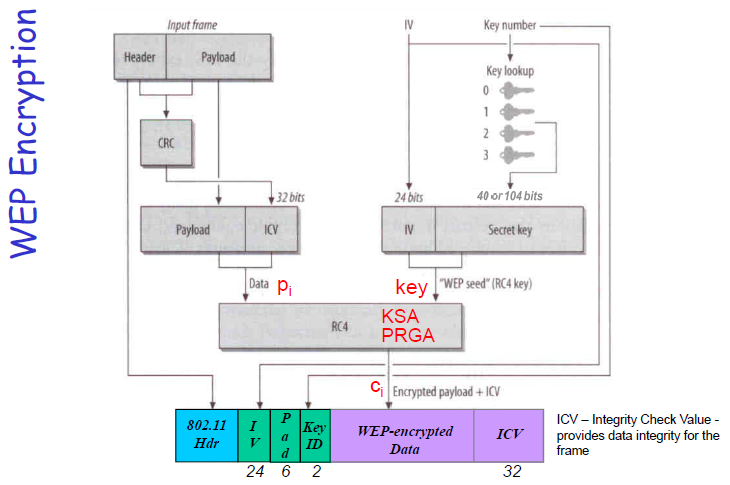 WEP Encryption
Input frame
IV
Key number
Header
Payload
Key lookup
0
1
2
3
CRC
32 bits
24 bits
40 or 104 bits
Payload
ICV
IV
Secret key
Data
pi
key
"WEP seed" (RC4 key)
RC4
KSA
PRGA
ci
Encrypted payload + ICV
802.11
Hdr
I
V
P
a
d
Key
ID
WEP-encrypted
Data
ICV
24
6
2
32
ICV – Integrity Check Value -
provides data integrity for the
frame